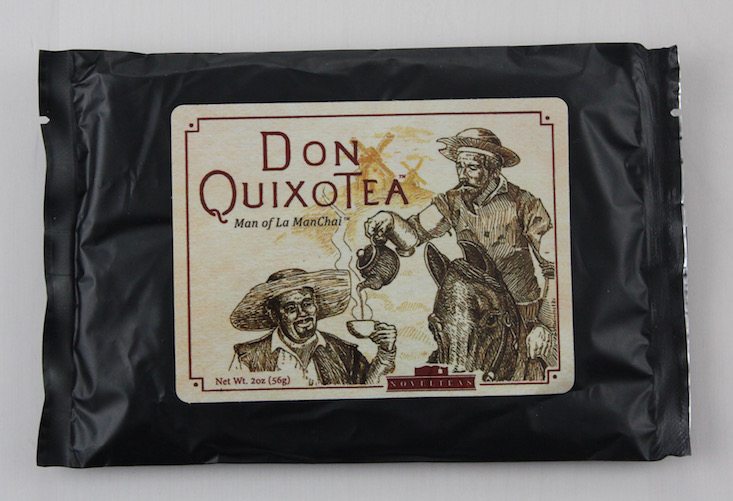 DON
QUIXOTEA™
Man of La ManChai™
Net Wt. 2oz (56g)
NOVELTEAS